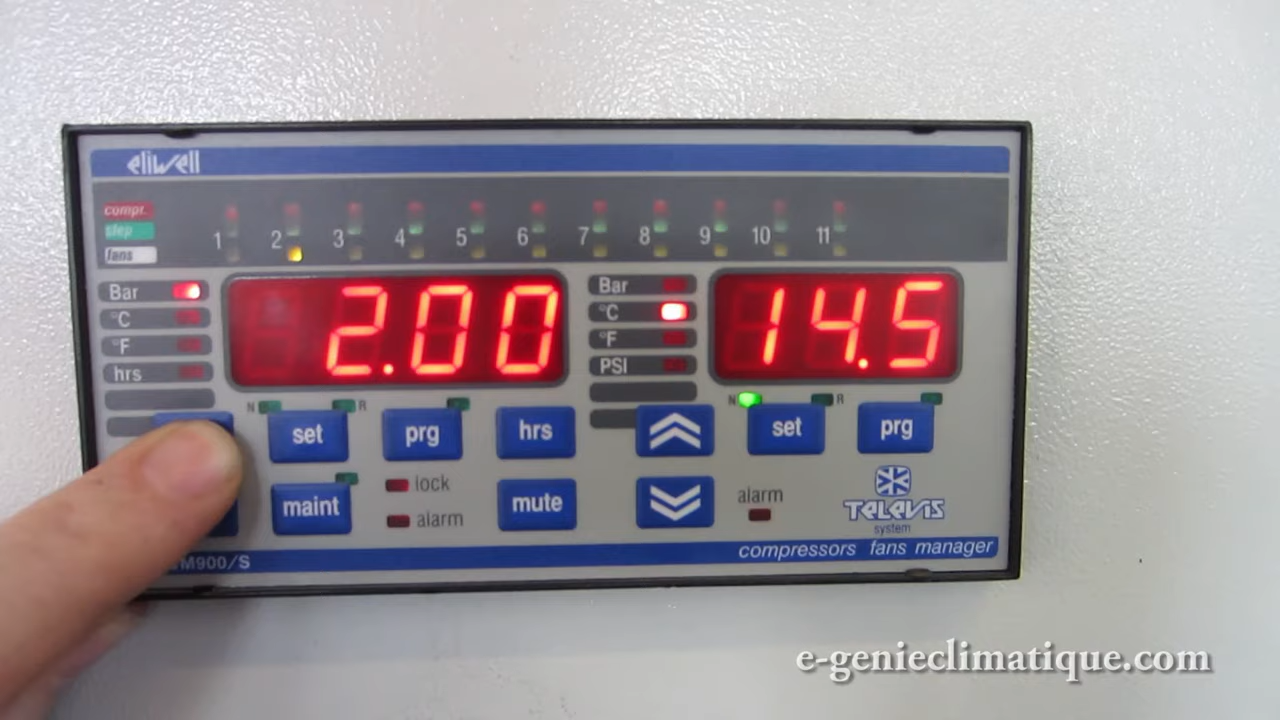 eliwell
compr.
step
fans
1 2 3 4 5 6 7 8 9 10 11
Bar
°C
°F
hrs
2.00
Bar
°C
°F
PSI
14.5
N R
set
prg
hrs
N R
set
prg
maint
lock
alarm
mute
alarm
TELEVIS
system
M900/S
compressors fans manager
e-genieclimatique.com